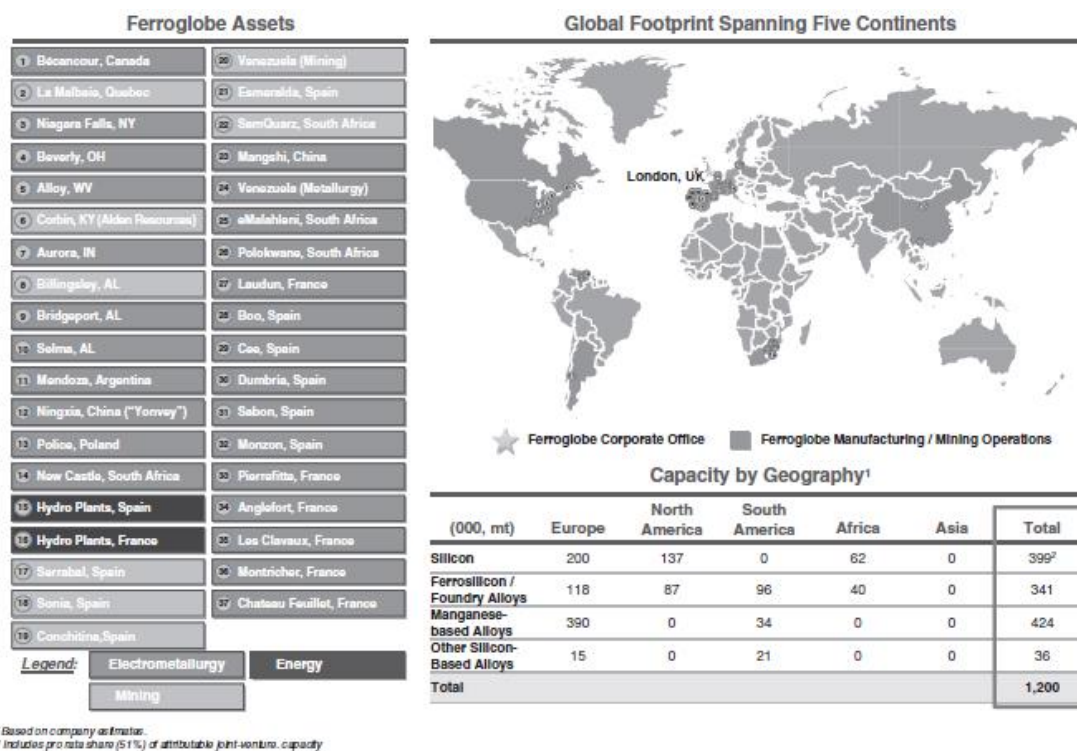 Ferroglobe Assets
1 Bécancour, Canada
2 La Malbaie, Quebec
3 Niagara Falls, NY
4 Beverly, OH
5 Alloy, WV
6 Corbin, KY (Alden Resources)
7 Aurora, IN
8 Billingsley, AL
9 Bridgeport, AL
10 Selma, AL
11 Mendoza, Argentina
12 Ningxia, China ("Yonvey")
13 Police, Poland
14 New Castle, South Africa
15 Hydro Plants, Spain
16 Hydro Plants, France
17 Serrabal, Spain
18 Sonia, Spain
19 Conchitina,Spain
20 Venezuela (Mining)
21 Esmeralda, Spain
22 SamQuarz, South Africa
23 Mangshi, China
24 Venezuela (Metallurgy)
25 eMalahleni, South Africa
26 Polokwane, South Africa
27 Laudun, France
28 Boo, Spain
29 Cee, Spain
30 Dumbria, Spain
31 Sabon, Spain
32 Monzon, Spain
33 Pierrefitte, France
34 Anglefort, France
35 Les Clavaux, France
36 Montricher, France
37 Chateau Feuillet, France
Legend: Electrometallurgy Energy
Mining
Global Footprint Spanning Five Continents
London, UK
Ferroglobe Corporate Office Ferroglobe Manufacturing / Mining Operations
Capacity by Geography¹
(000, mt) Europe North America South America Africa Asia Total
Silicon 200 137 0 62 0 399²
Ferrosilicon / Foundry Alloys 118 87 96 40 0 341
Manganese-based Alloys 390 0 34 0 0 424
Other Silicon-Based Alloys 15 0 21 0 0 36
Total 1,200
Based on company estimates.
Includes pro rata share (51%) of attributable joint-venture. capacity